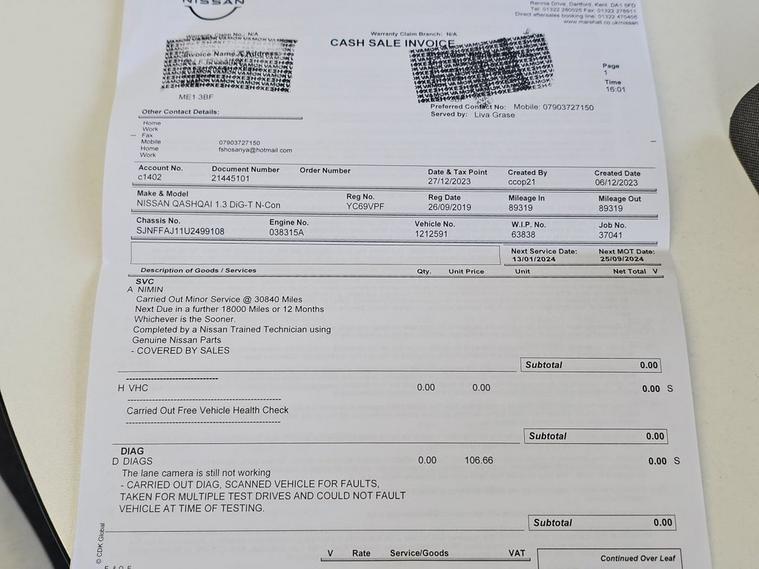 NISSAN
Rennie Drive, Dartford, Kent. DA1 5FD
Tel: 01322
Direct aftersales booking line: 01322 475456
www.marshall.co.uk/nissan
Warranty Claim No.: N/A
Warranty Claim Branch: N/A
CASH SALE INVOICE
Invoice Name & Address
Page
1
Time
16:01
ME1 3BF
Preferred Contact No: Mobile: 07903727150
Served by: Liva Grase
Other Contact Details:
Home
Work
Fax
Mobile 07903727150
Home fshosanya@hotmail.com
Work
Account No. Document Number Order Number Date & Tax Point Created By Created Date
c1402 21445101 27/12/2023 ccop21 06/12/2023
Make & Model Reg No. Reg Date Mileage In Mileage Out
NISSAN QASHQAI 1.3 DiG-T N-Con YC69VPF 26/09/2019 89319 89319
Chassis No. Engine No. Vehicle No. W.I.P. No. Job No.
SJNFFAJ11U2499108 038315A 1212591 63838 37041
Next Service Date: Next MOT Date:
13/01/2024 25/09/2024
Description of Goods / Services Qty. Unit Price Unit Net Total V
SVC
A NIMIN
Carried Out Minor Service @ 30840 Miles
Next Due in a further 18000 Miles or 12 Months
Whichever is the Sooner.
Completed by a Nissan Trained Technician using
Genuine Nissan Parts
- COVERED BY SALES
Subtotal 0.00
H VHC 0.00 0.00 0.00 S
Carried Out Free Vehicle Health Check
Subtotal 0.00
DIAG
D DIAGS 0.00 106.66 0.00 S
The lane camera is still not working
- CARRIED OUT DIAG, SCANNED VEHICLE FOR FAULTS,
TAKEN FOR MULTIPLE TEST DRIVES AND COULD NOT FAULT
VEHICLE AT TIME OF TESTING.
Subtotal 0.00
© CDK Global
V Rate Service/Goods VAT
Continued Over Leaf